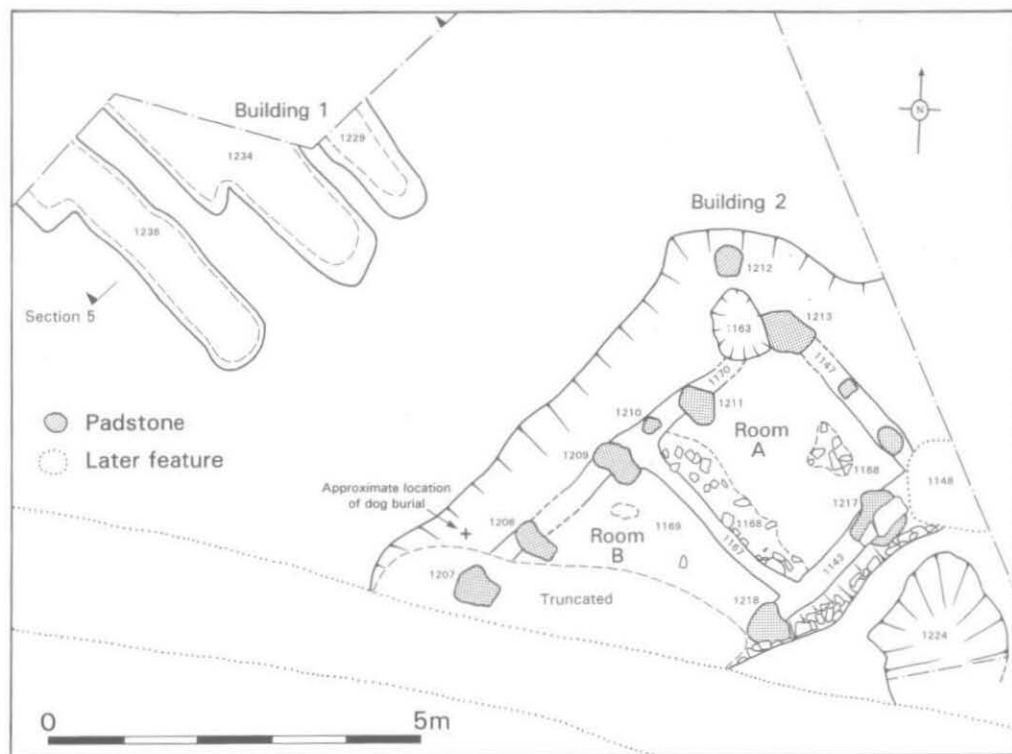 Building 1
1229
1234
1238
Section 5
N
Building 2
1212
1213
1163
1147
1170
1211
1210
Room
A
1209
1168
1217
1148
Approximate location
of dog burial
1208
Room
B
1169
1168
1167
1143
1207
Truncated
1218
1224
Padstone
Later feature
0
5m